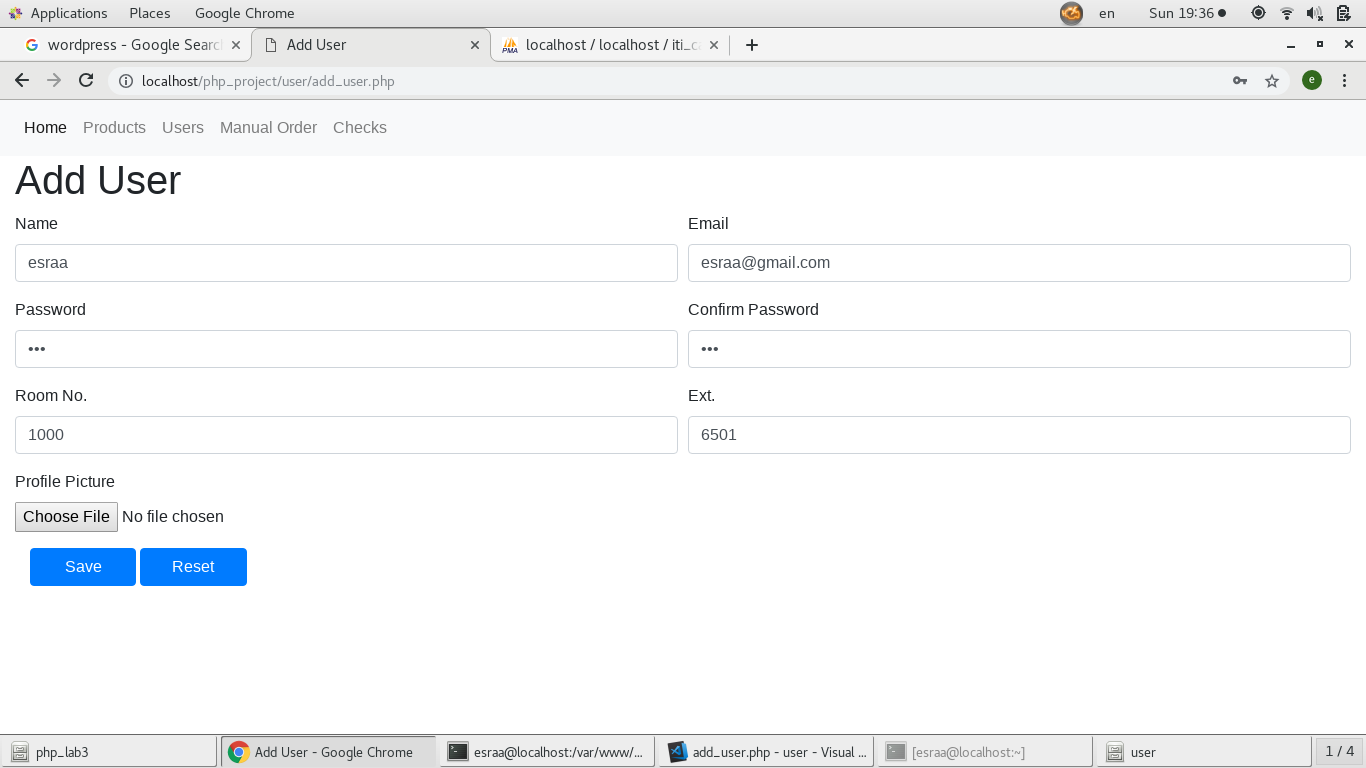 Applications Places Google Chrome en Sun 19:36
wordpress - Google Searc Add User localhost / localhost / iti_c
localhost/php_project/user/add_user.php e
Home Products Users Manual Order Checks
Add User
Name Email
esraa esraa@gmail.com
Password Confirm Password
••• •••
Room No. Ext.
1000 6501
Profile Picture
Choose File No file chosen
Save Reset
php_lab3 Add User - Google Chrome esraa@localhost:/var/www/... add_user.php - user - Visual ... [esraa@localhost:~] user 1 / 4